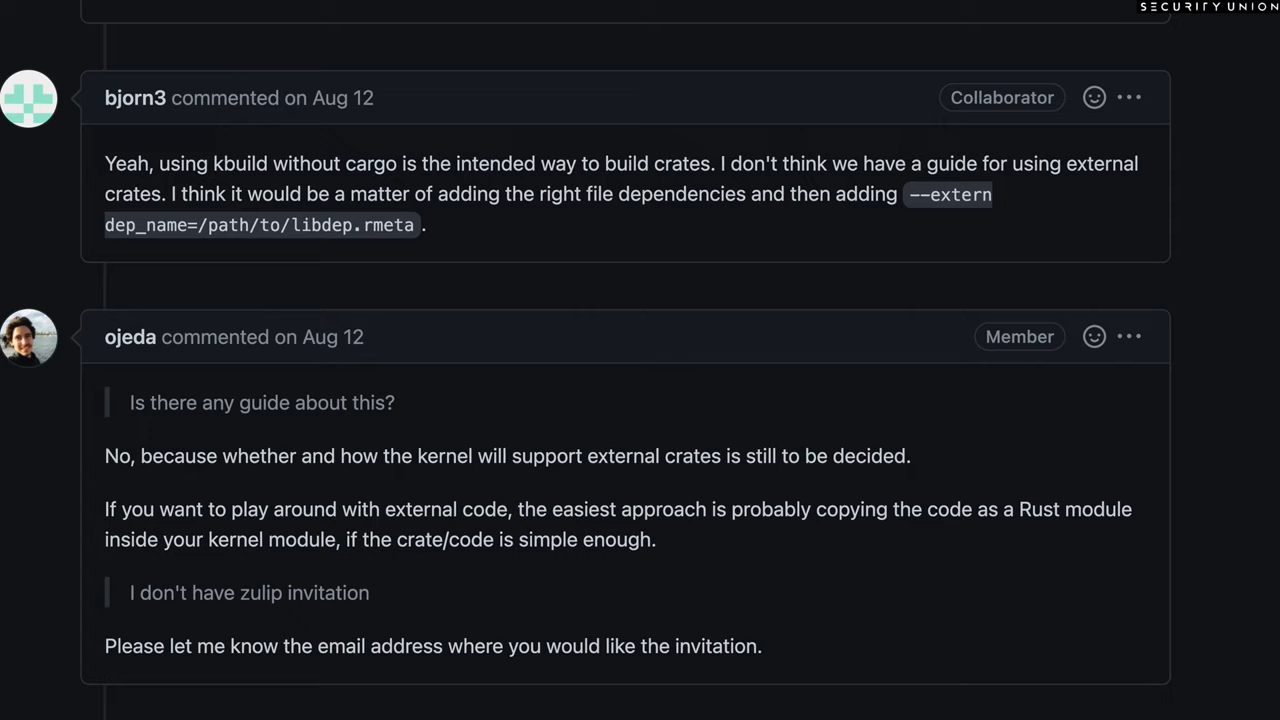 SECURITY UNION
bjorn3 commented on Aug 12
Collaborator
Yeah, using kbuild without cargo is the intended way to build crates. I don't think we have a guide for using external
crates. I think it would be a matter of adding the right file dependencies and then adding --extern
dep_name=/path/to/libdep.rmeta.
ojeda commented on Aug 12
Member
Is there any guide about this?
No, because whether and how the kernel will support external crates is still to be decided.
If you want to play around with external code, the easiest approach is probably copying the code as a Rust module
inside your kernel module, if the crate/code is simple enough.
I don't have zulip invitation
Please let me know the email address where you would like the invitation.